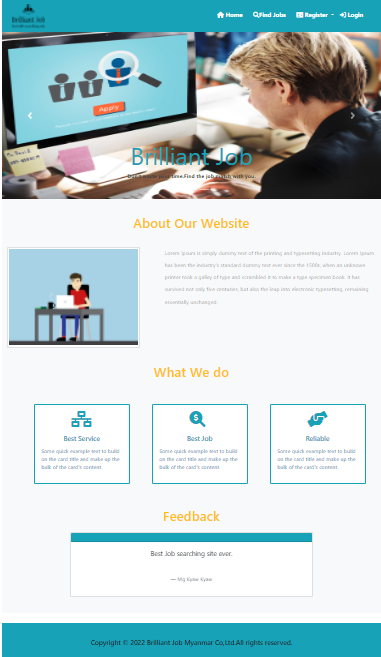 Brilliant Job
Home
Find Jobs
Register
Login
Apply
Brilliant Job
Don't waste your time.Find the job match with you.
About Our Website
Lorem Ipsum is simply dummy text of the printing and typesetting industry. Lorem Ipsum
has been the industry's standard dummy text ever since the 1500s, when an unknown
printer took a galley of type and scrambled it to make a type specimen book. It has
survived not only five centuries, but also the leap into electronic typesetting, remaining
essentially unchanged.
What We do
Best Service
Some quick example text to build
on the card title and make up the
bulk of the card's content.
Best Job
Some quick example text to build
on the card title and make up the
bulk of the card's content.
Reliable
Some quick example text to build
on the card title and make up the
bulk of the card's content.
Feedback
Best Job searching site ever.
— Mg Kyaw Kyaw
Copyright © 2022 Brilliant Job Myanmar Co,Ltd.All rights reserved.